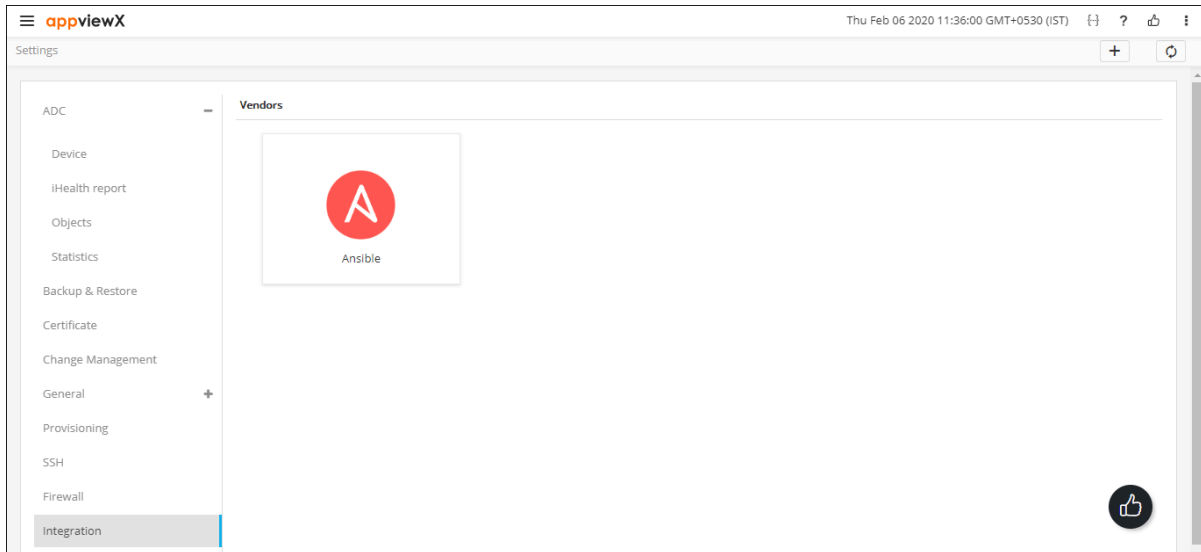 appviewX
Thu Feb 06 2020 11:36:00 GMT+0530 (IST) {··} ?
Settings
+
ADC
Device
iHealth report
Objects
Statistics
Backup & Restore
Certificate
Change Management
General
Provisioning
SSH
Firewall
Integration
Vendors
Ansible